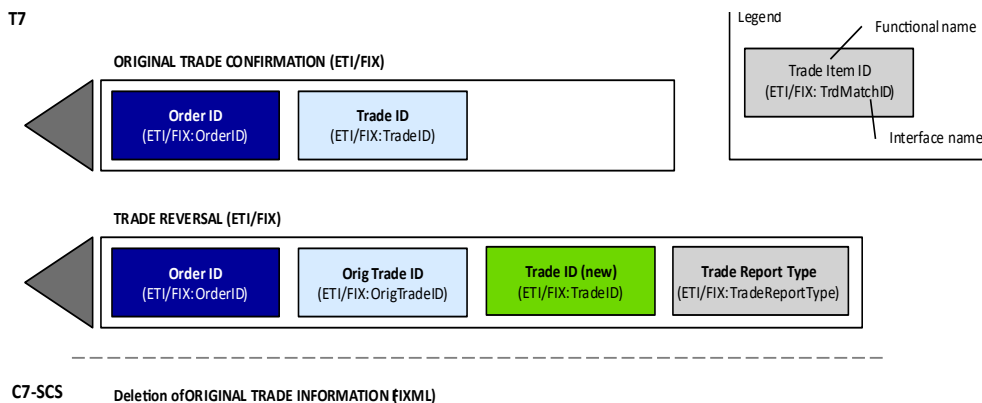 T7
Legend
Functional name
Trade Item ID
(ETI/FIX: TrdMatchID)
Interface name
ORIGINAL TRADE CONFIRMATION (ETI/FIX)
Order ID
(ETI/FIX:OrderID)
Trade ID
(ETI/FIX:TradeID)
TRADE REVERSAL (ETI/FIX)
Order ID
(ETI/FIX:OrderID)
Orig Trade ID
(ETI/FIX:OrigTradeID)
Trade ID (new)
(ETI/FIX:TradeID)
Trade Report Type
(ETI/FIX:TradeReportType)
C7-SCS
Deletion of ORIGINAL TRADE INFORMATION (FIXML)